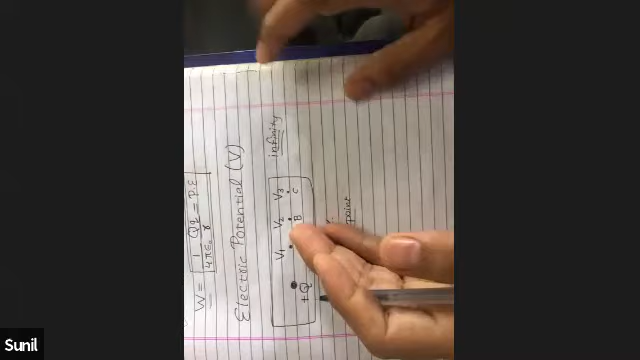 W = 1/4πε₀ Qq/r = P.E
Electric Potential (V)
infinity
V₁ V₂ V₃
+Q B C
point
Sunil